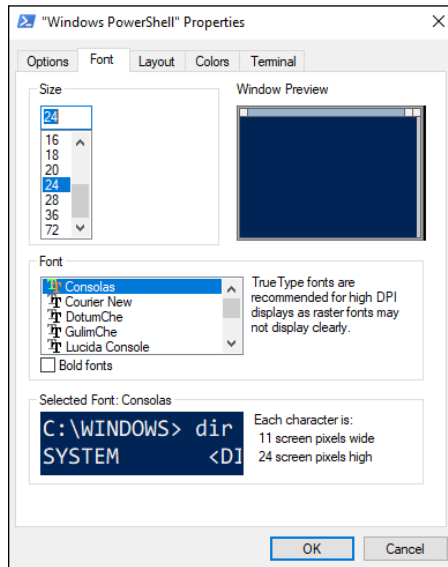 "Windows PowerShell" Properties
Options Font Layout Colors Terminal
Size
24
16
18
20
24
28
36
72
Window Preview
Font
Consolas
Courier New
DotumChe
GulimChe
Lucida Console
Bold fonts
TrueType fonts are
recommended for high DPI
displays as raster fonts may
not display clearly.
Selected Font: Consolas
C:\WINDOWS> dir
SYSTEM <DI
Each character is:
11 screen pixels wide
24 screen pixels high
OK Cancel